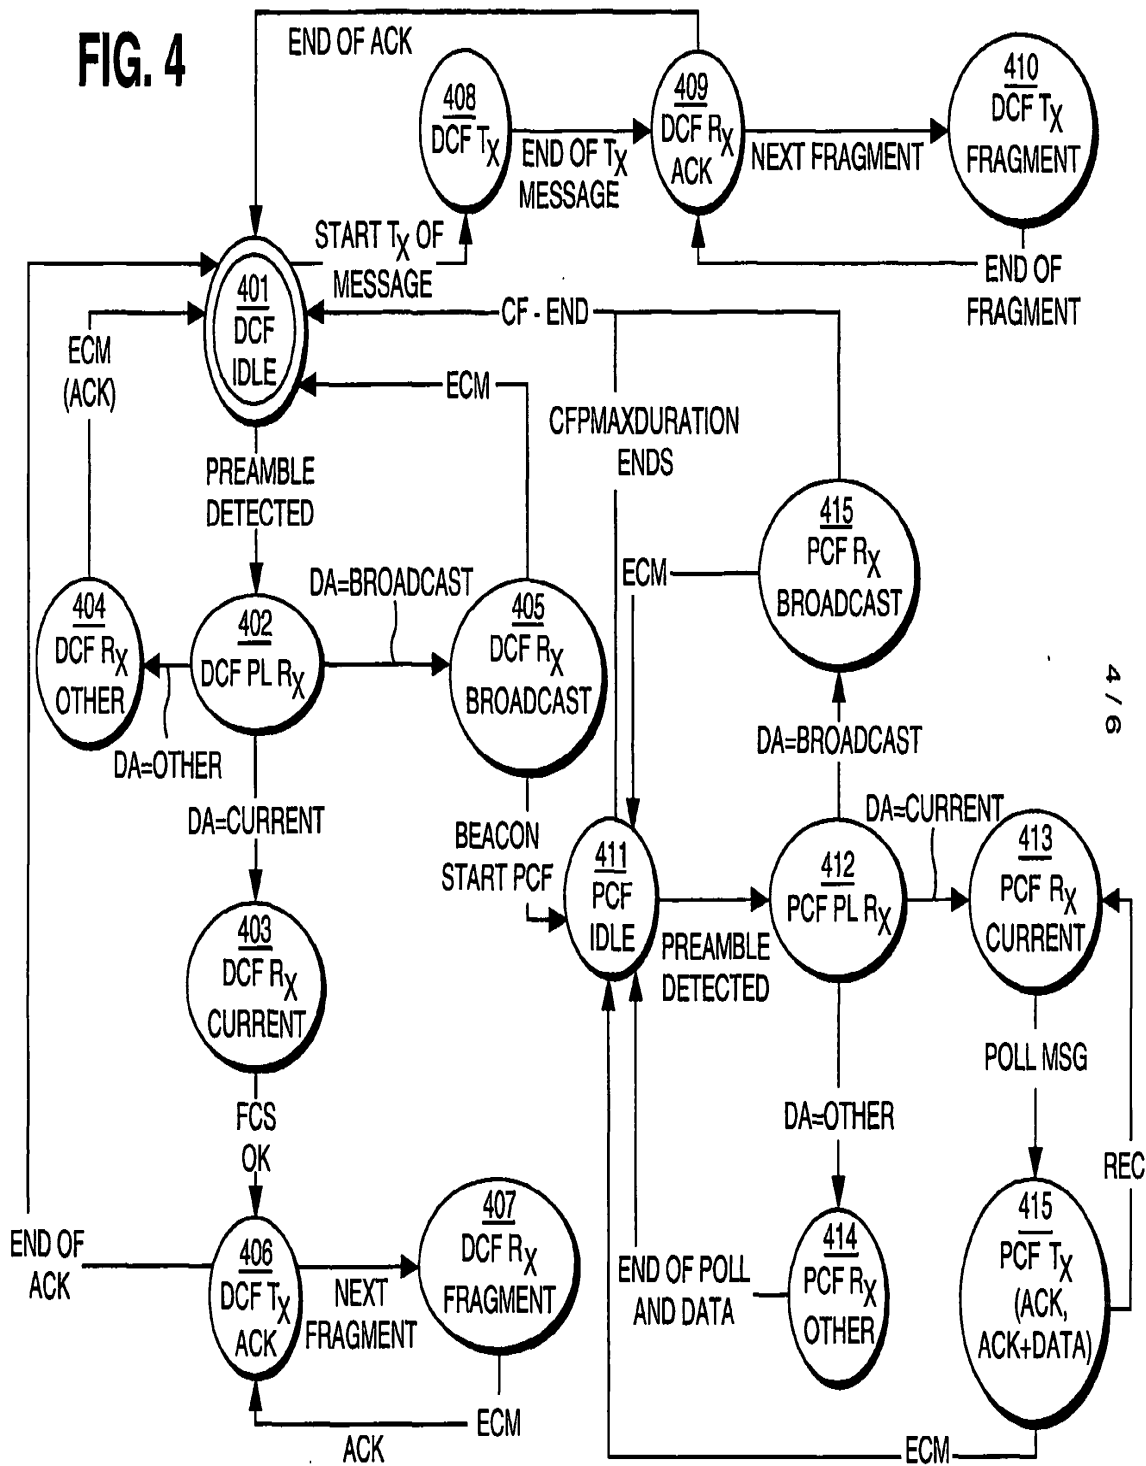 FIG. 4
END OF ACK
408
DCF TX
END OF TX
MESSAGE
409
DCF RX
ACK
NEXT FRAGMENT
410
DCF TX
FRAGMENT
END OF
FRAGMENT
START TX OF
MESSAGE
401
DCF
IDLE
ECM
(ACK)
CF - END
ECM
CFPMAXDURATION
ENDS
PREAMBLE
DETECTED
415
PCF RX
BROADCAST
ECM
DA=BROADCAST
404
DCF RX
OTHER
402
DCF PL RX
405
DCF RX
BROADCAST
DA=OTHER
4 / 6
DA=BROADCAST
DA=CURRENT
BEACON
START PCF
DA=CURRENT
411
PCF
IDLE
PREAMBLE
DETECTED
412
PCF PL RX
413
PCF RX
CURRENT
403
DCF RX
CURRENT
POLL MSG
FCS
OK
DA=OTHER
REC
END OF
ACK
406
DCF TX
ACK
NEXT
FRAGMENT
407
DCF RX
FRAGMENT
END OF POLL
AND DATA
414
PCF RX
OTHER
415
PCF TX
(ACK,
ACK+DATA)
ECM
ACK
ECM